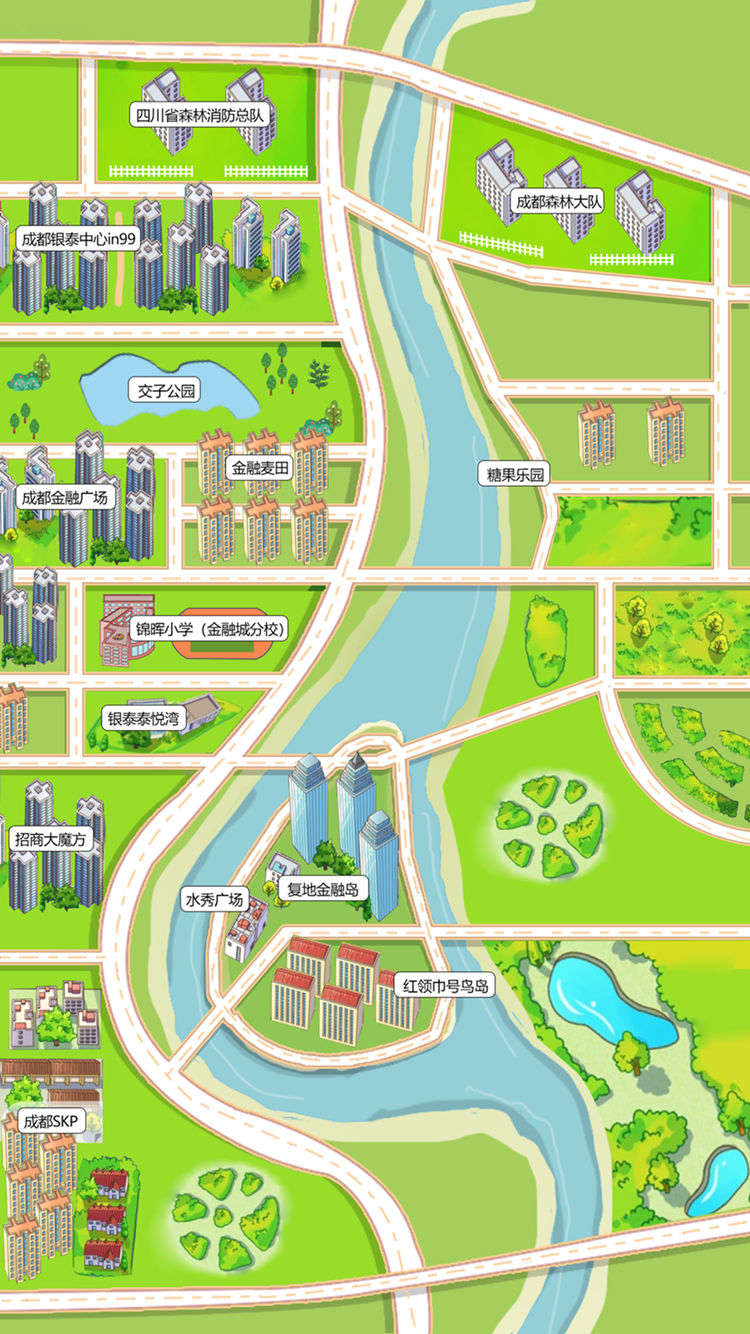 四川省森林消防总队
成都森林大队
成都银泰中心in99
交子公园
金融麦田
糖果乐园
成都金融广场
锦晖小学（金融城分校）
银泰泰悦湾
招商大魔方
复地金融岛
水秀广场
红领巾号鸟岛
成都SKP